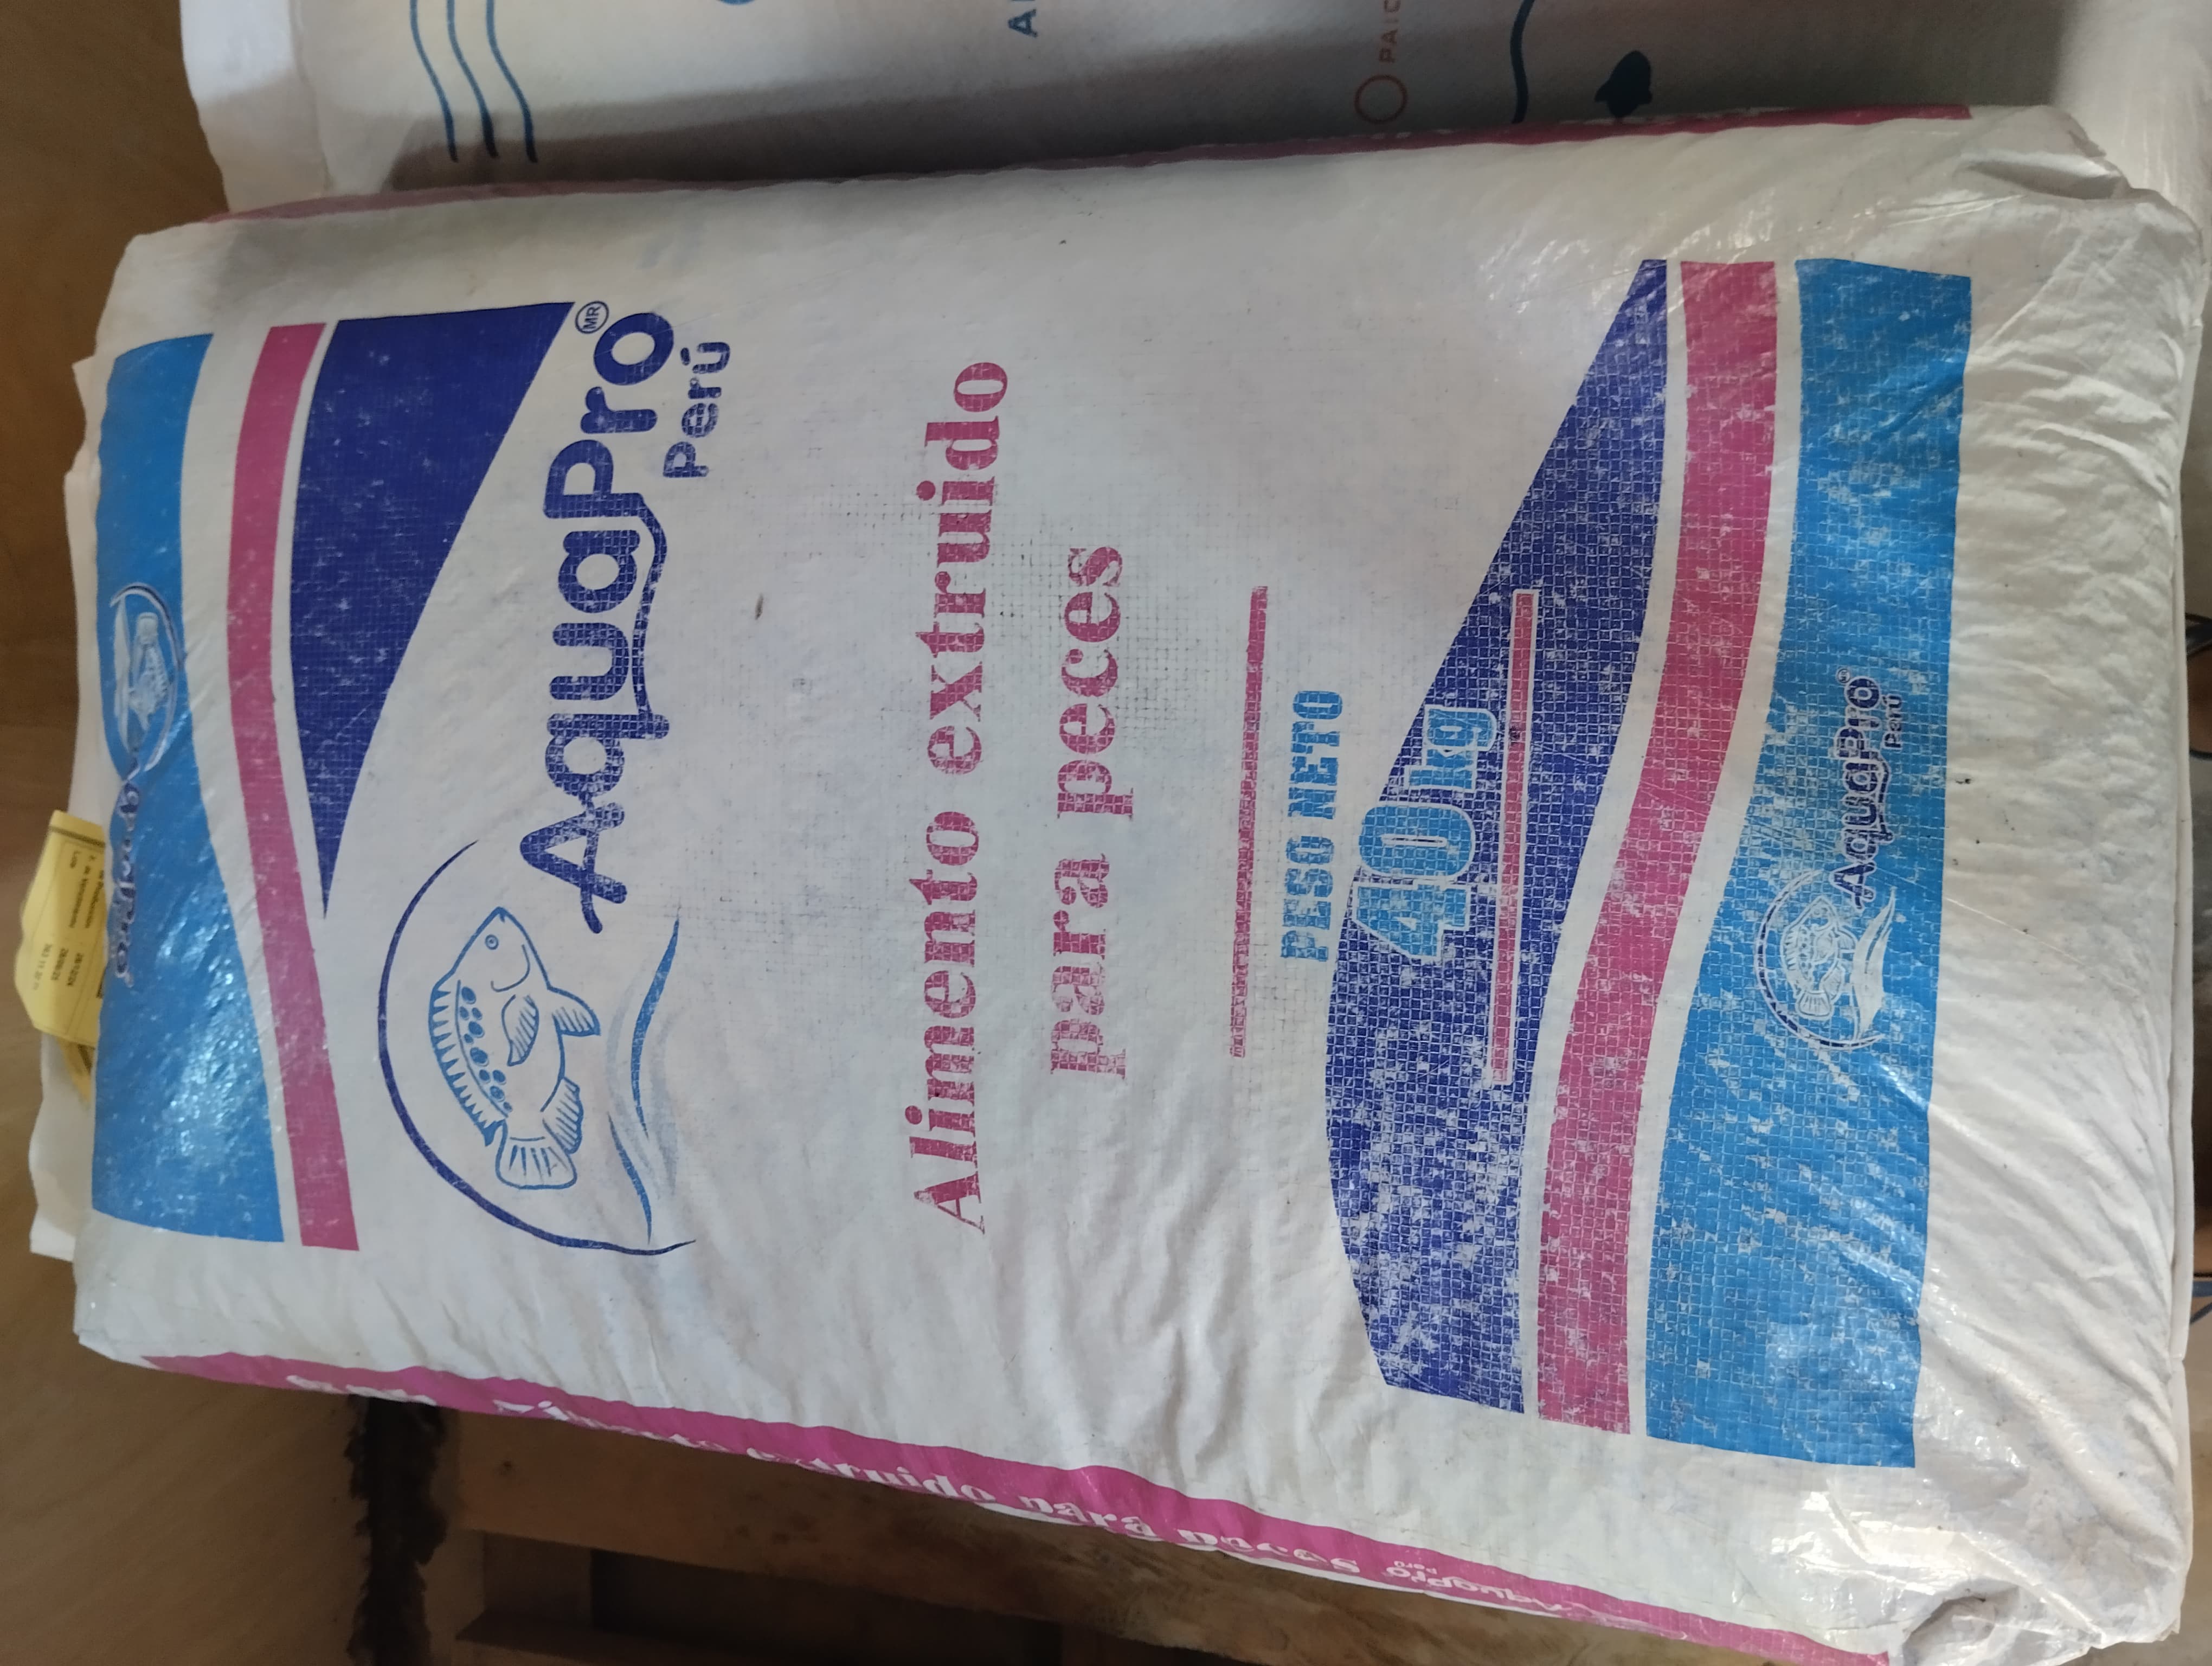 AquaPro
MR
Perú
Alimento extruido
para peces
PESO NETO
40 kg
AquaPro
Perú
extruido para peces
AquaPro
Perú